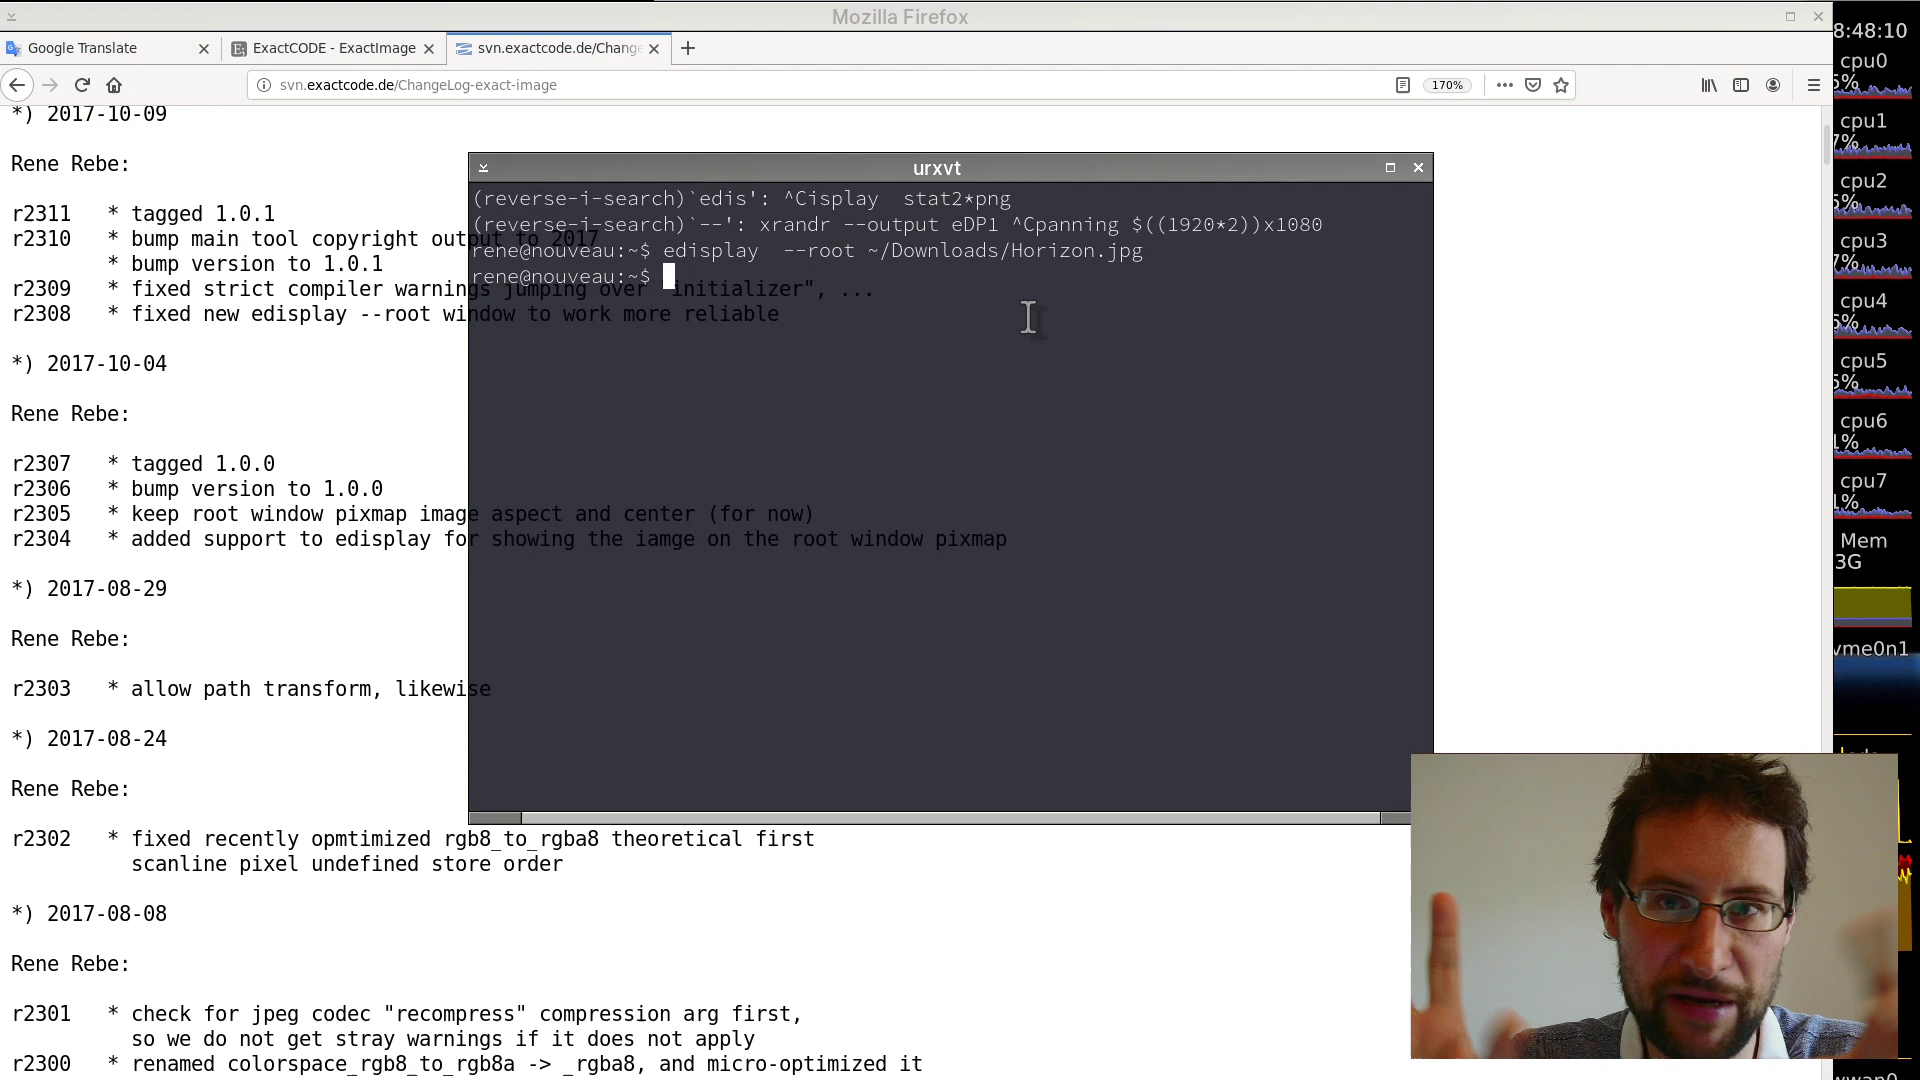 Mozilla Firefox
Google Translate
ExactCODE - ExactImage
svn.exactcode.de/Change
svn.exactcode.de/ChangeLog-exact-image
170%
*) 2017-10-09
Rene Rebe:
r2311 * tagged 1.0.1
r2310 * bump main tool copyright output to 2017
* bump version to 1.0.1
r2309 * fixed strict compiler warnings jumping over "initializer", ...
r2308 * fixed new edisplay --root window to work more reliable
*) 2017-10-04
Rene Rebe:
r2307 * tagged 1.0.0
r2306 * bump version to 1.0.0
r2305 * keep root window pixmap image aspect and center (for now)
r2304 * added support to edisplay for showing the iamge on the root window pixmap
*) 2017-08-29
Rene Rebe:
r2303 * allow path transform, likewise
*) 2017-08-24
Rene Rebe:
r2302 * fixed recently opmtimized rgb8_to_rgba8 theoretical first
scanline pixel undefined store order
*) 2017-08-08
Rene Rebe:
r2301 * check for jpeg codec "recompress" compression arg first,
so we do not get stray warnings if it does not apply
r2300 * renamed colorspace_rgb8_to_rgb8a -> _rgba8, and micro-optimized it
urxvt
(reverse-i-search)`edis': ^Cisplay  stat2*png
(reverse-i-search)`--': xrandr --output eDP1 ^Cpanning $((1920*2))x1080
rene@nouveau:~$ edisplay  --root ~/Downloads/Horizon.jpg
rene@nouveau:~$
8:48:10
cpu0
5%
cpu1
7%
cpu2
5%
cpu3
7%
cpu4
cpu5
5%
cpu6
1%
cpu7
1%
Mem
3G
vme0n1